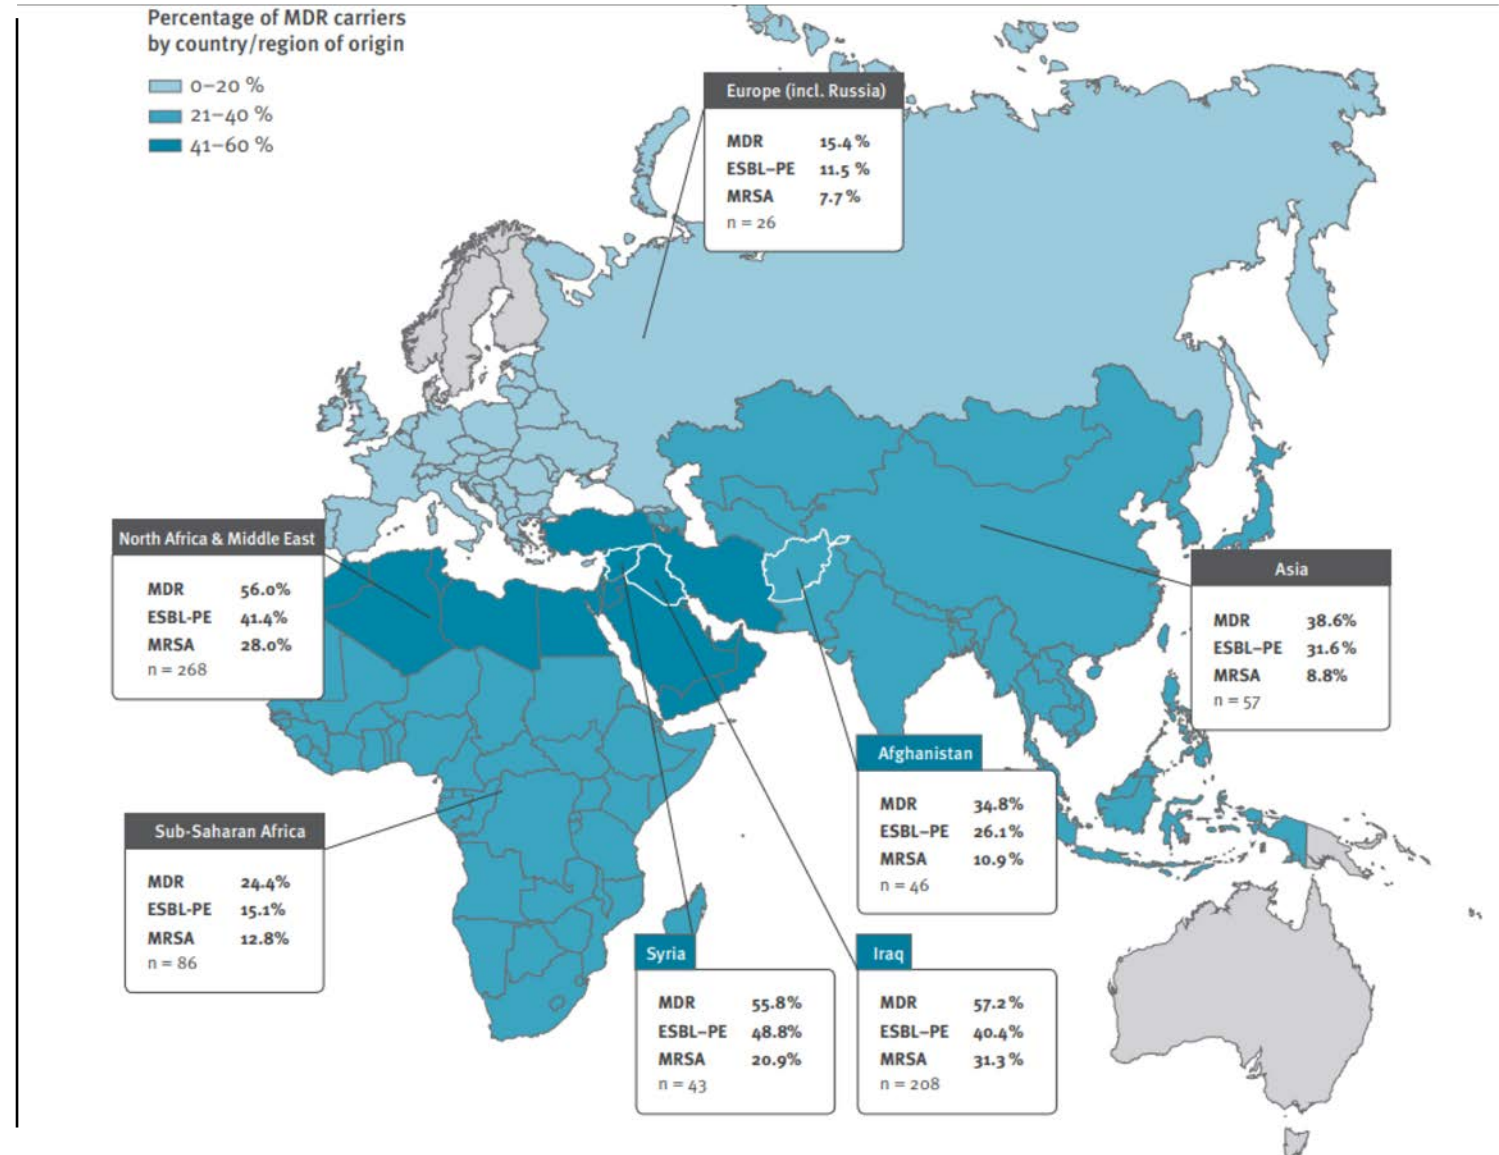 Percentage of MDR carriers
by country/region of origin
0–20 %
21–40 %
41–60 %
Europe (incl. Russia)
MDR 15.4%
ESBL–PE 11.5 %
MRSA 7.7%
n = 26
North Africa & Middle East
MDR 56.0%
ESBL-PE 41.4%
MRSA 28.0%
n = 268
Asia
MDR 38.6%
ESBL–PE 31.6%
MRSA 8.8%
n = 57
Afghanistan
MDR 34.8%
ESBL–PE 26.1%
MRSA 10.9%
n = 46
Sub-Saharan Africa
MDR 24.4%
ESBL-PE 15.1%
MRSA 12.8%
n = 86
Syria
MDR 55.8%
ESBL–PE 48.8%
MRSA 20.9%
n = 43
Iraq
MDR 57.2%
ESBL–PE 40.4%
MRSA 31.3%
n = 208